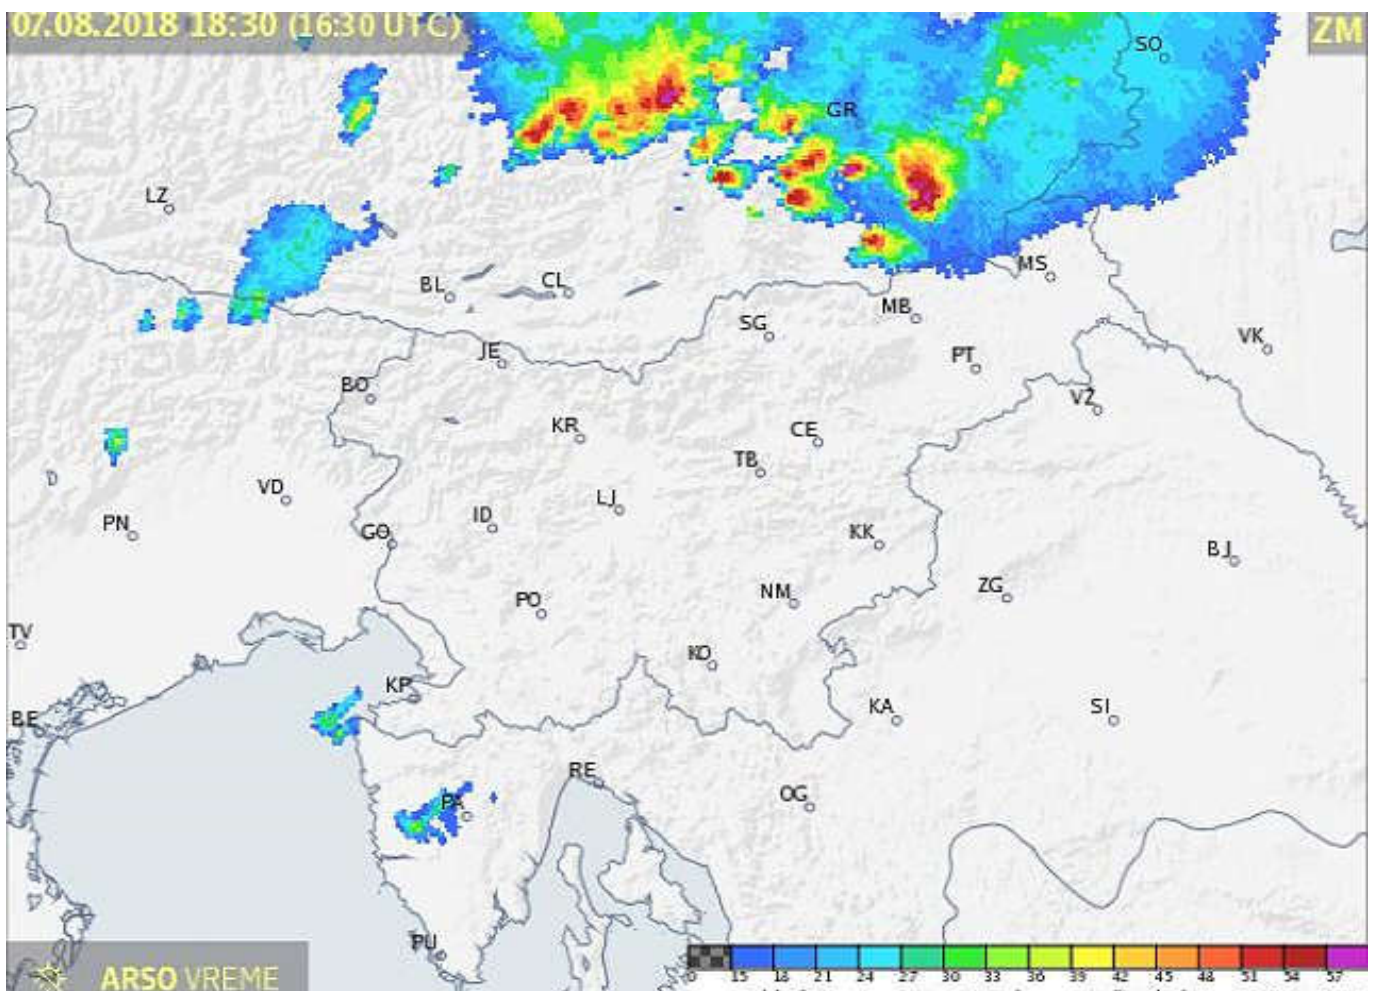 07.08.2018 18:30 (16:30 UTC)
ZM
SO
GR
LZ
MS
BL
CL
MB
SG
VK
JE
PT
BO
VŽ
KR
CE
TB
VD
LJ
PN
ID
GO
KK
BJ
ZG
NM
PO
TV
KO
KP
KA
SI
BE
RE
OG
PA
PU
0 15 18 21 24 27 30 33 36 39 42 45 48 51 54 57
ARSO VREME